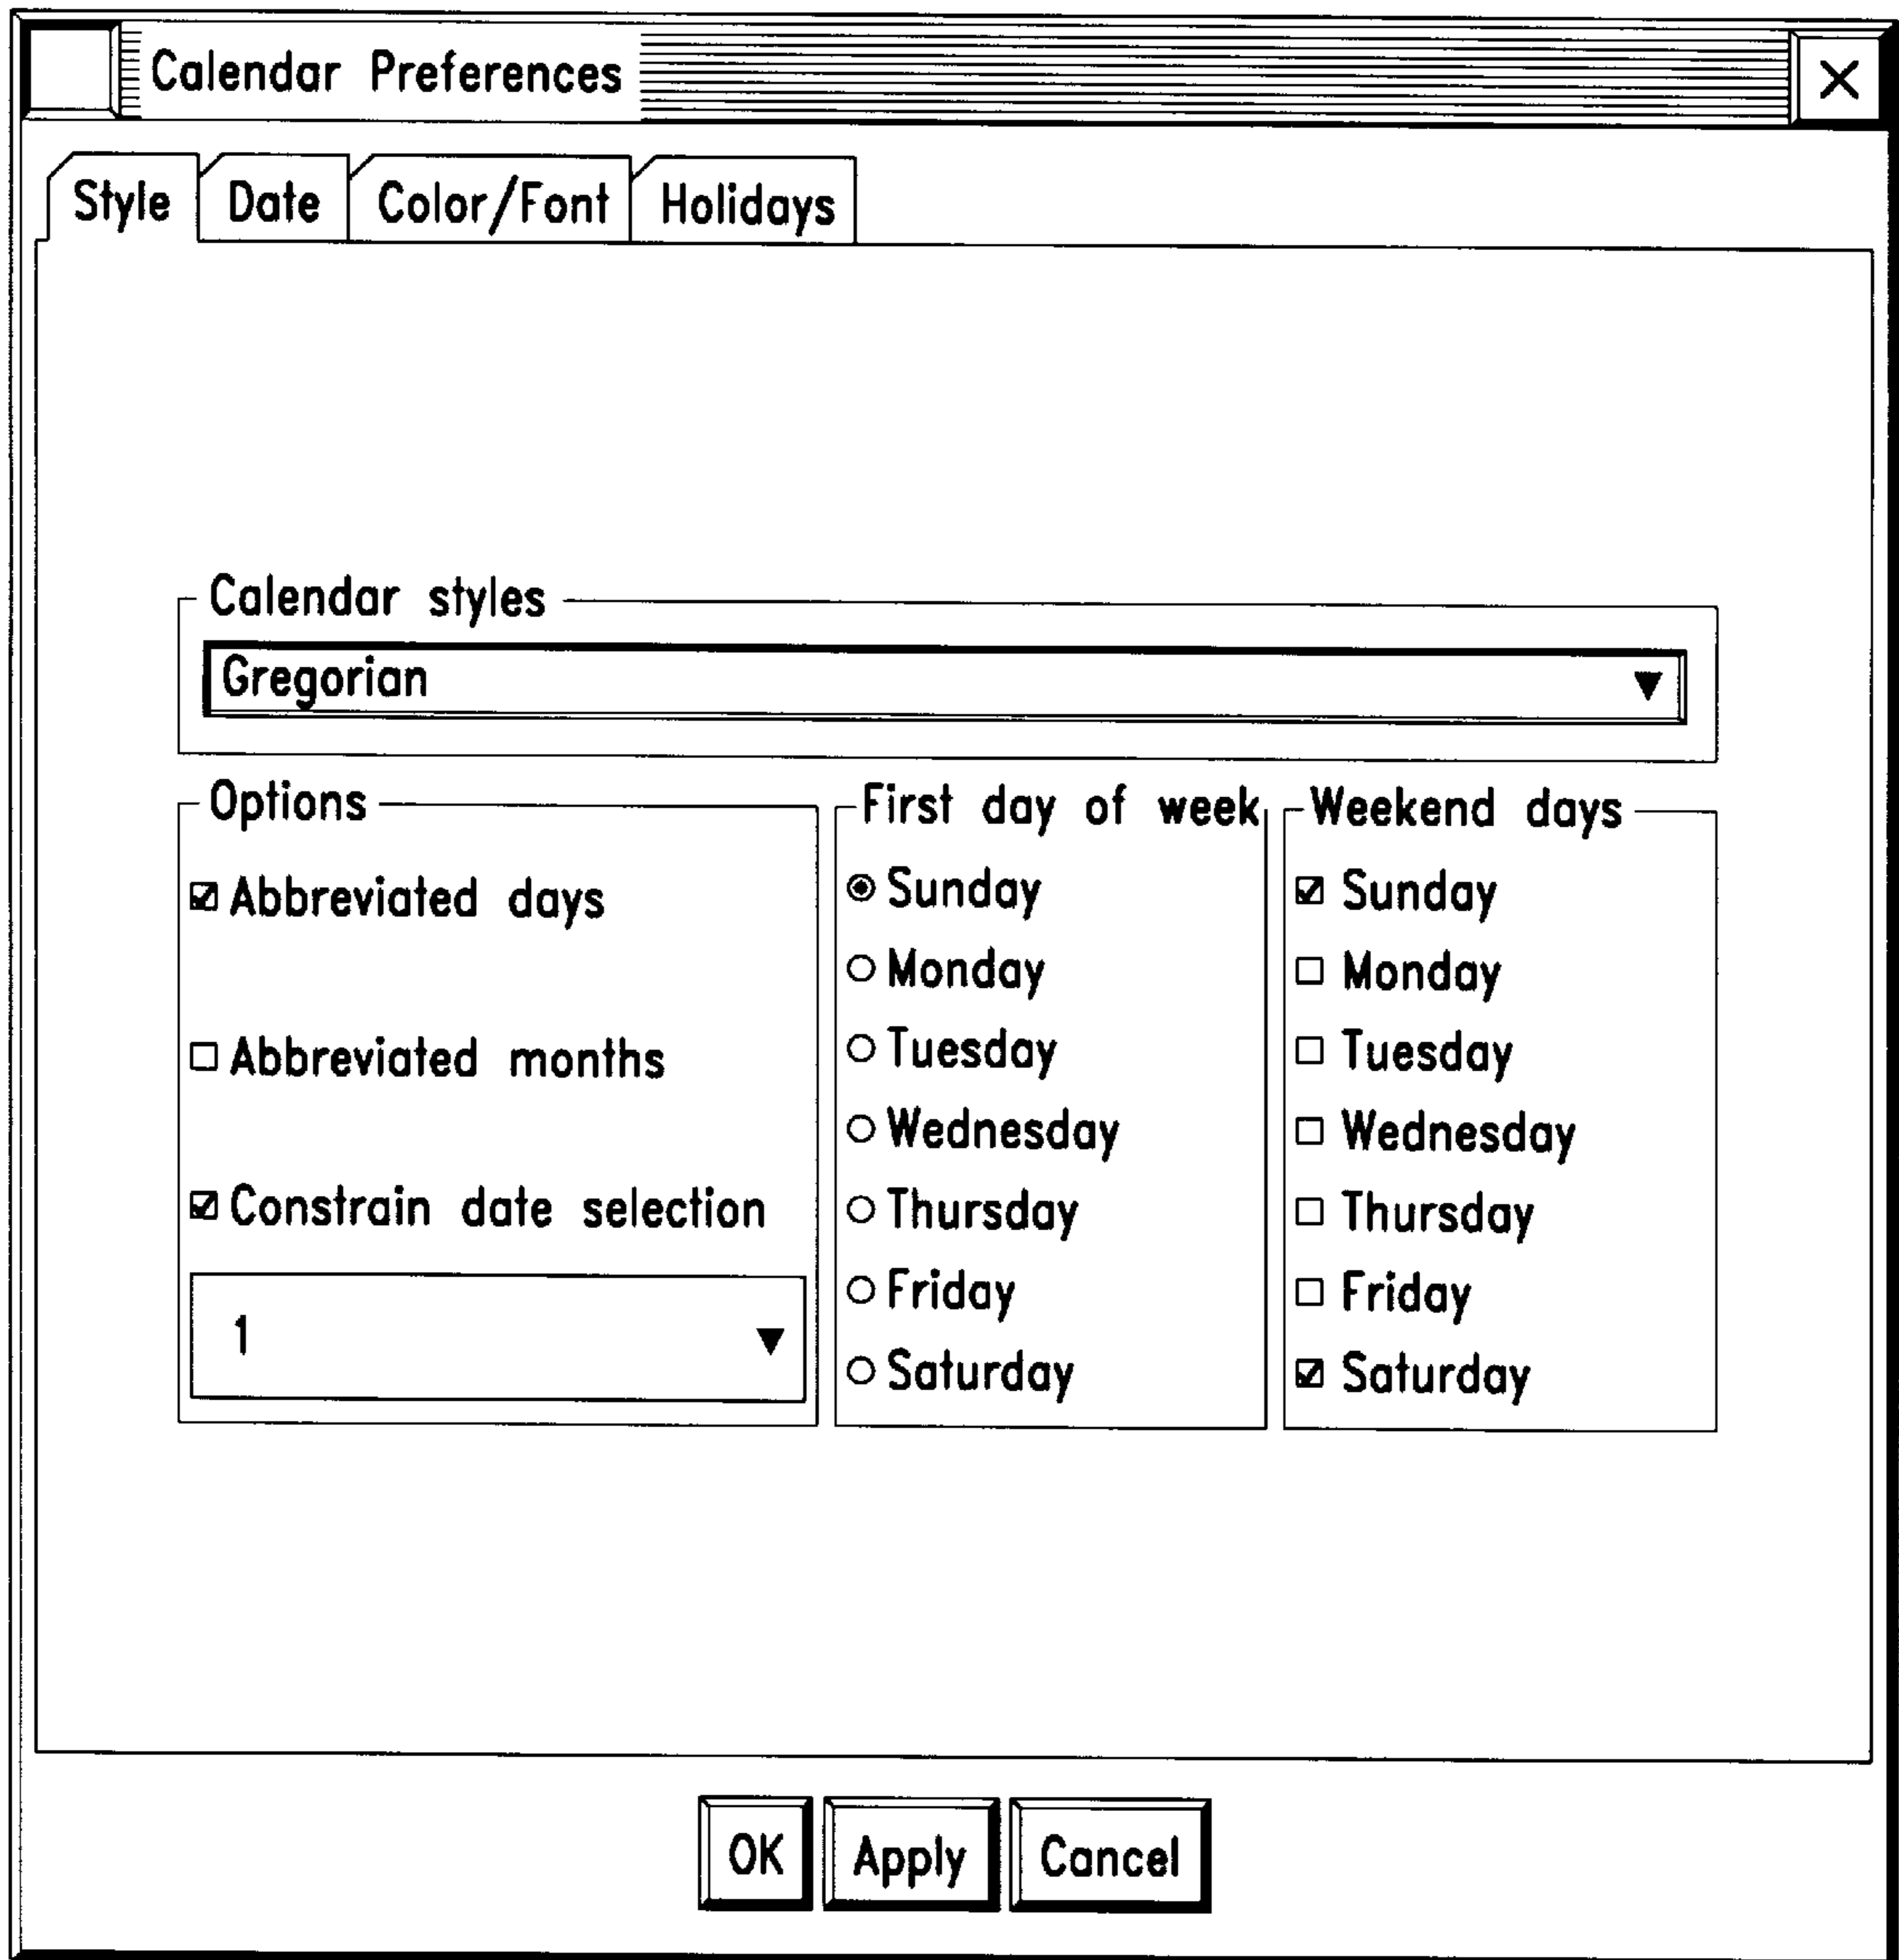 Calendar Preferences
Style
Date
Color/Font
Holidays
Calendar styles
Gregorian
Options
Abbreviated days
Abbreviated months
Constrain date selection
1
First day of week
Sunday
Monday
Tuesday
Wednesday
Thursday
Friday
Saturday
Weekend days
Sunday
Monday
Tuesday
Wednesday
Thursday
Friday
Saturday
OK
Apply
Cancel